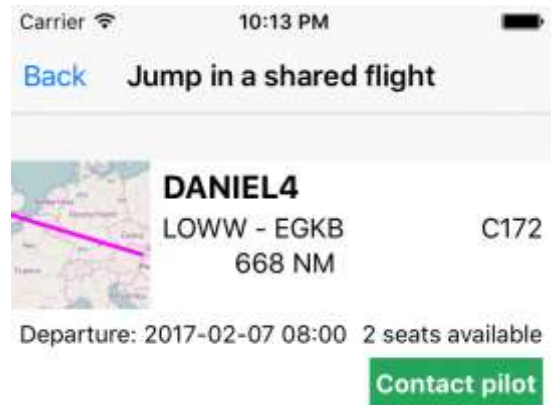 Carrier 10:13 PM
Back Jump in a shared flight
DANIEL4
LOWW - EGKB C172
668 NM
Departure: 2017-02-07 08:00 2 seats available
Contact pilot